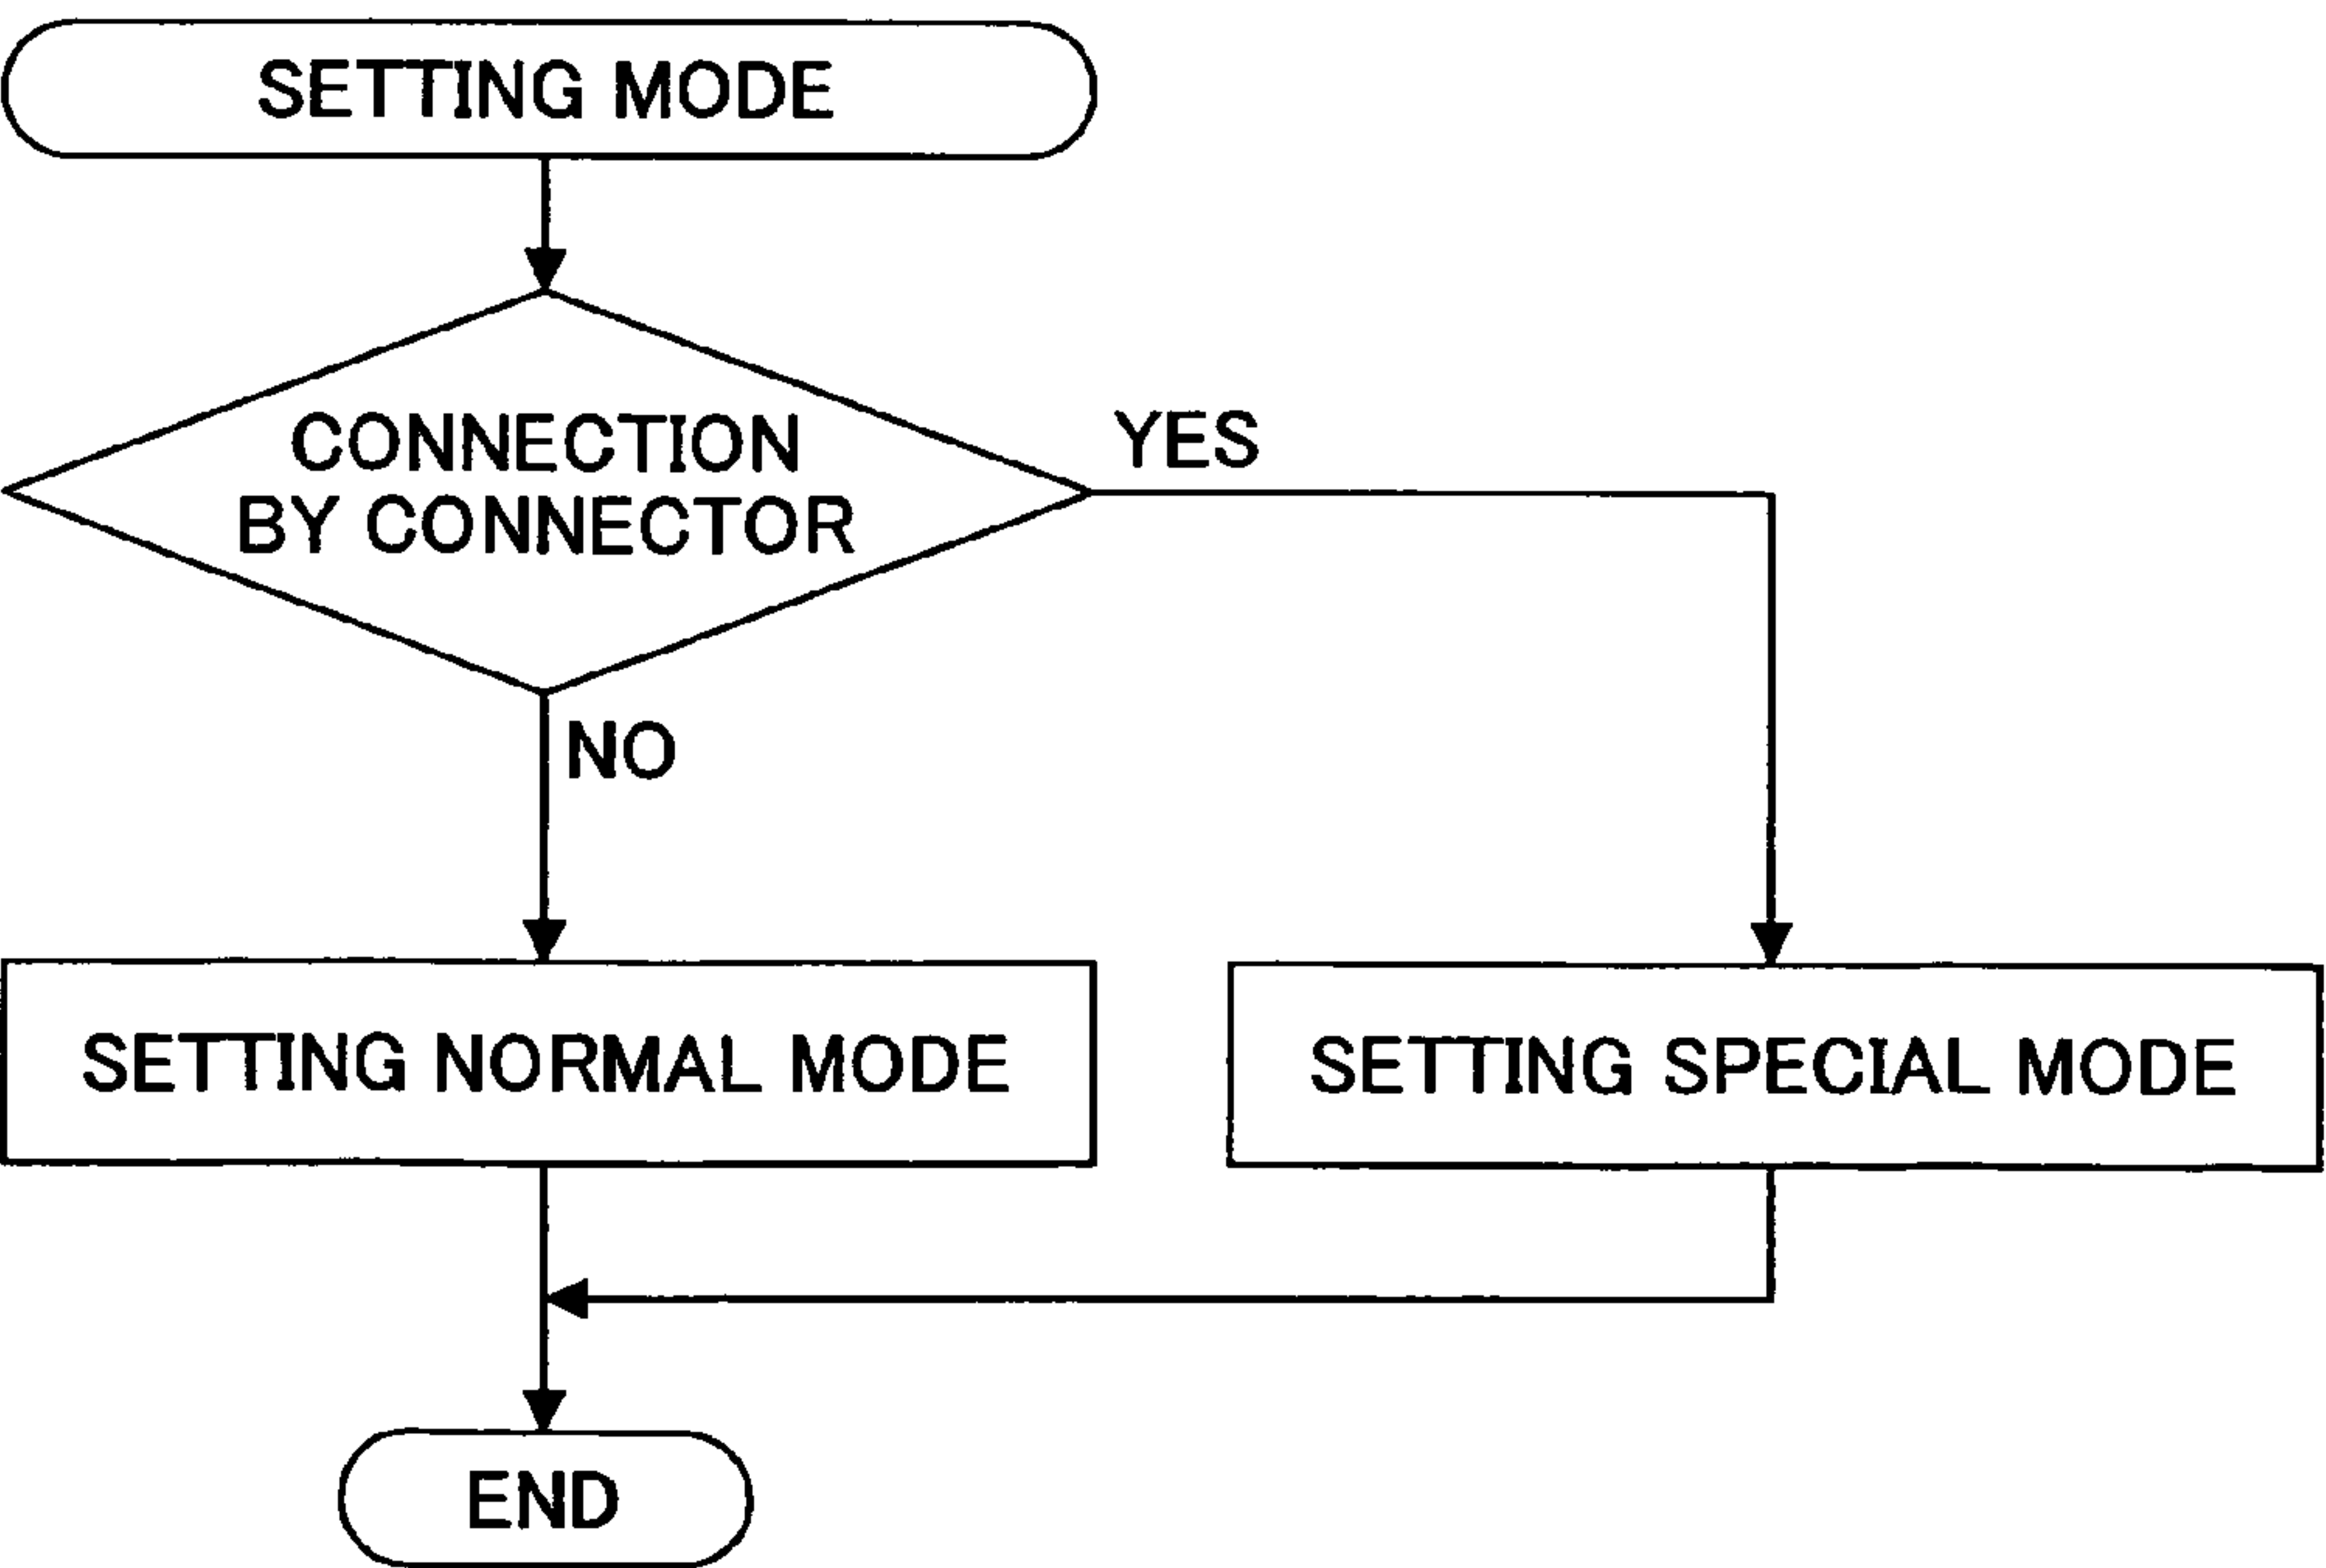 SETTING MODE
CONNECTION
BY CONNECTOR
YES
NO
SETTING NORMAL MODE
SETTING SPECIAL MODE
END